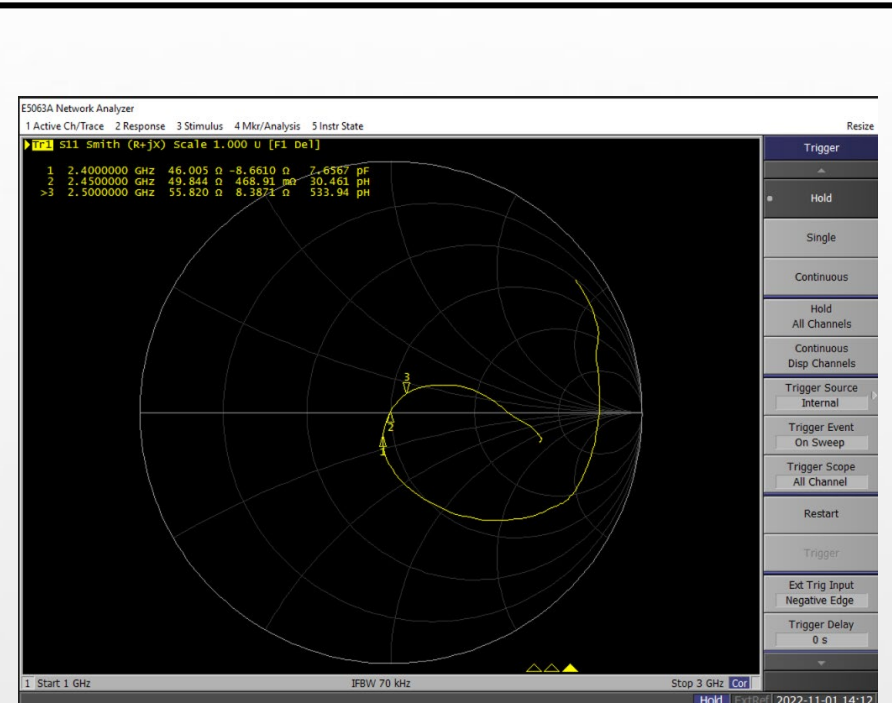 E5063A Network Analyzer
1 Active Ch/Trace 2 Response 3 Stimulus 4 Mkr/Analysis 5 Instr State Resize
Tr1 S11 Smith (R+jX) Scale 1.000 U [F1 Del]
1 2.4000000 GHz 46.005 Ω -8.6610 Ω 7.6567 pF
2 2.4500000 GHz 49.844 Ω 468.91 mΩ 30.461 pH
>3 2.5000000 GHz 55.820 Ω 8.3871 Ω 533.94 pH
3
2
1
Trigger
Hold
Single
Continuous
Hold
All Channels
Continuous
Disp Channels
Trigger Source
Internal
Trigger Event
On Sweep
Trigger Scope
All Channel
Restart
Trigger
Ext Trig Input
Negative Edge
Trigger Delay
0 s
1 Start 1 GHz IFBW 70 kHz Stop 3 GHz Cor
Hold ExtRef 2022-11-01 14:12